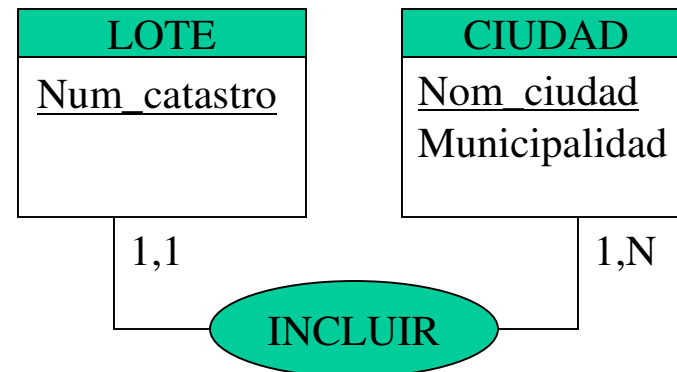 LOTE
Num_catastro
CIUDAD
Nom_ciudad
Municipalidad
1,1
1,N
INCLUIR